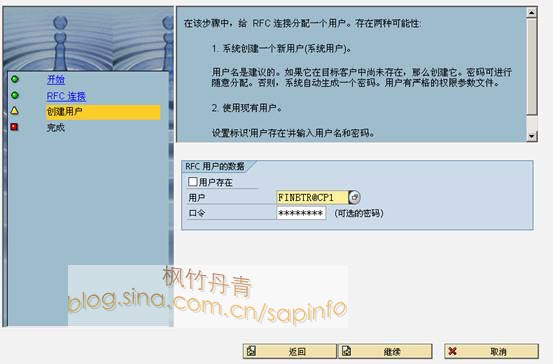 在该步骤中，给 RFC 连接分配一个用户。存在两种可能性:
1. 系统创建一个新用户(系统用户)。
用户名是建议的。如果它在目标客户中尚未存在，那么创建它。密码可进行
随意分配。否则，系统自动生成一个密码。用户有严格的权限参数文件。
2. 使用现有用户。
设置标识'用户存在'并输入用户名和密码。
开始
RFC 连接
创建用户
完成
RFC 用户的数据
用户存在
用户 FINBTR@CP1
口令 ******** (可选的密码)
枫竹丹青
blog.sina.com.cn/sapinfo
返回 继续 取消